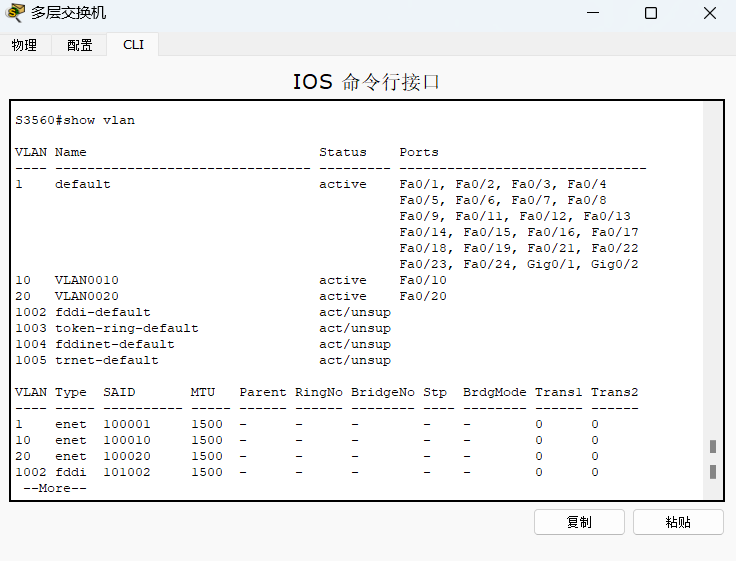 多层交换机
物理 配置 CLI
IOS 命令行接口
S3560#show vlan
VLAN Name                             Status    Ports
---- -------------------------------- --------- -------------------------------
1    default                          active    Fa0/1, Fa0/2, Fa0/3, Fa0/4
                                                Fa0/5, Fa0/6, Fa0/7, Fa0/8
                                                Fa0/9, Fa0/11, Fa0/12, Fa0/13
                                                Fa0/14, Fa0/15, Fa0/16, Fa0/17
                                                Fa0/18, Fa0/19, Fa0/21, Fa0/22
                                                Fa0/23, Fa0/24, Gig0/1, Gig0/2
10   VLAN0010                         active    Fa0/10
20   VLAN0020                         active    Fa0/20
1002 fddi-default                     act/unsup
1003 token-ring-default               act/unsup
1004 fddinet-default                  act/unsup
1005 trnet-default                    act/unsup
VLAN Type  SAID       MTU   Parent RingNo BridgeNo Stp  BrdgMode Trans1 Trans2
---- ----- ---------- ----- ------ ------ -------- ---- -------- ------ ------
1    enet  100001     1500  -      -      -        -    -        0      0
10   enet  100010     1500  -      -      -        -    -        0      0
20   enet  100020     1500  -      -      -        -    -        0      0
1002 fddi  101002     1500  -      -      -        -    -        0      0
 --More--
复制 粘贴